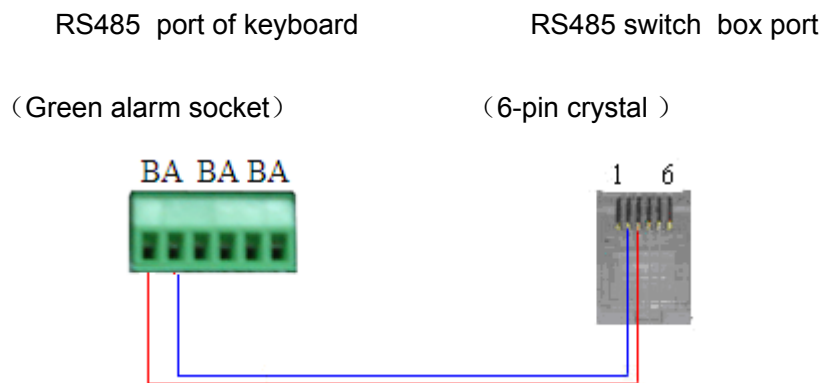 RS485 port of keyboard RS485 switch box port
（Green alarm socket） （6-pin crystal ）
BA BA BA 1 6